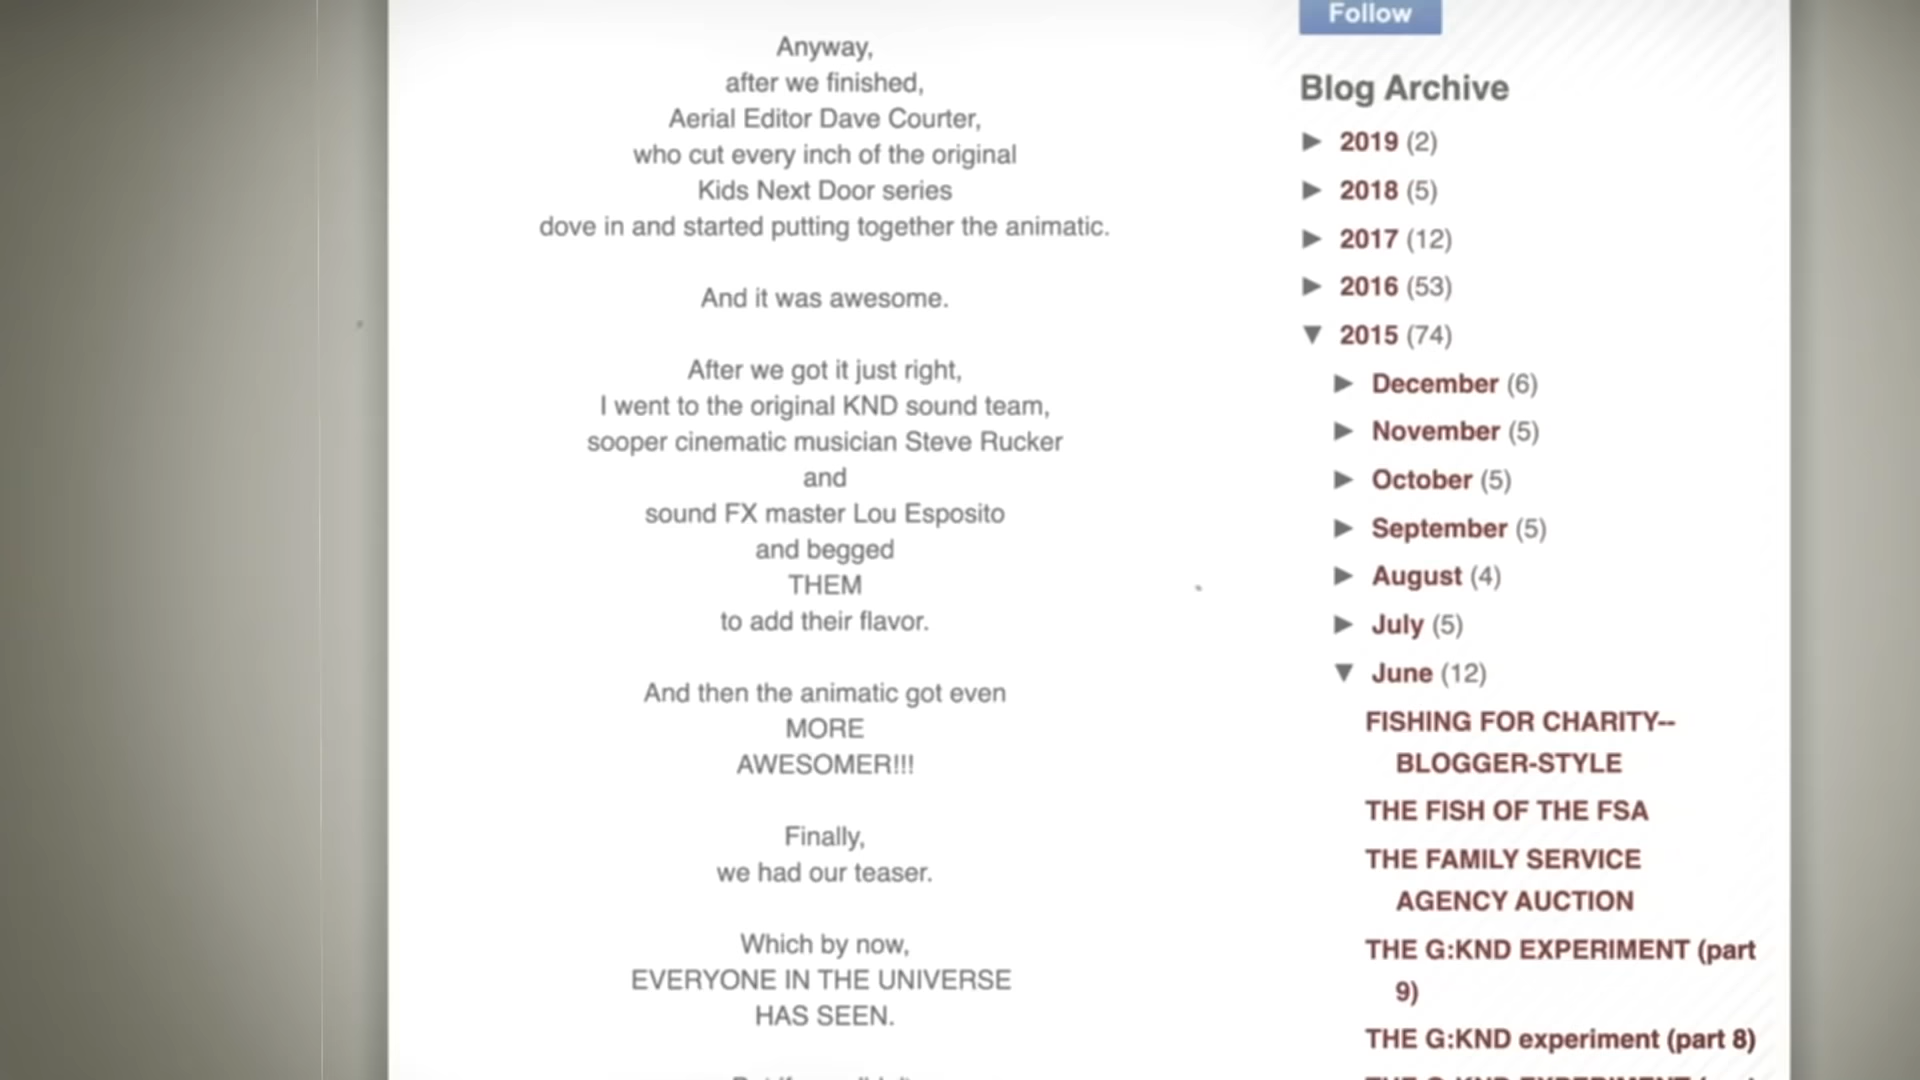 Anyway,
after we finished,
Aerial Editor Dave Courter,
who cut every inch of the original
Kids Next Door series
dove in and started putting together the animatic.
And it was awesome.
After we got it just right,
I went to the original KND sound team,
sooper cinematic musician Steve Rucker
and
sound FX master Lou Esposito
and begged
THEM
to add their flavor.
And then the animatic got even
MORE
AWESOMER!!!
Finally,
we had our teaser.
Which by now,
EVERYONE IN THE UNIVERSE
HAS SEEN.
Follow
Blog Archive
► 2019 (2)
► 2018 (5)
► 2017 (12)
► 2016 (53)
▼ 2015 (74)
► December (6)
► November (5)
► October (5)
► September (5)
► August (4)
► July (5)
▼ June (12)
FISHING FOR CHARITY--
BLOGGER-STYLE
THE FISH OF THE FSA
THE FAMILY SERVICE
AGENCY AUCTION
THE G:KND EXPERIMENT (part
9)
THE G:KND experiment (part 8)